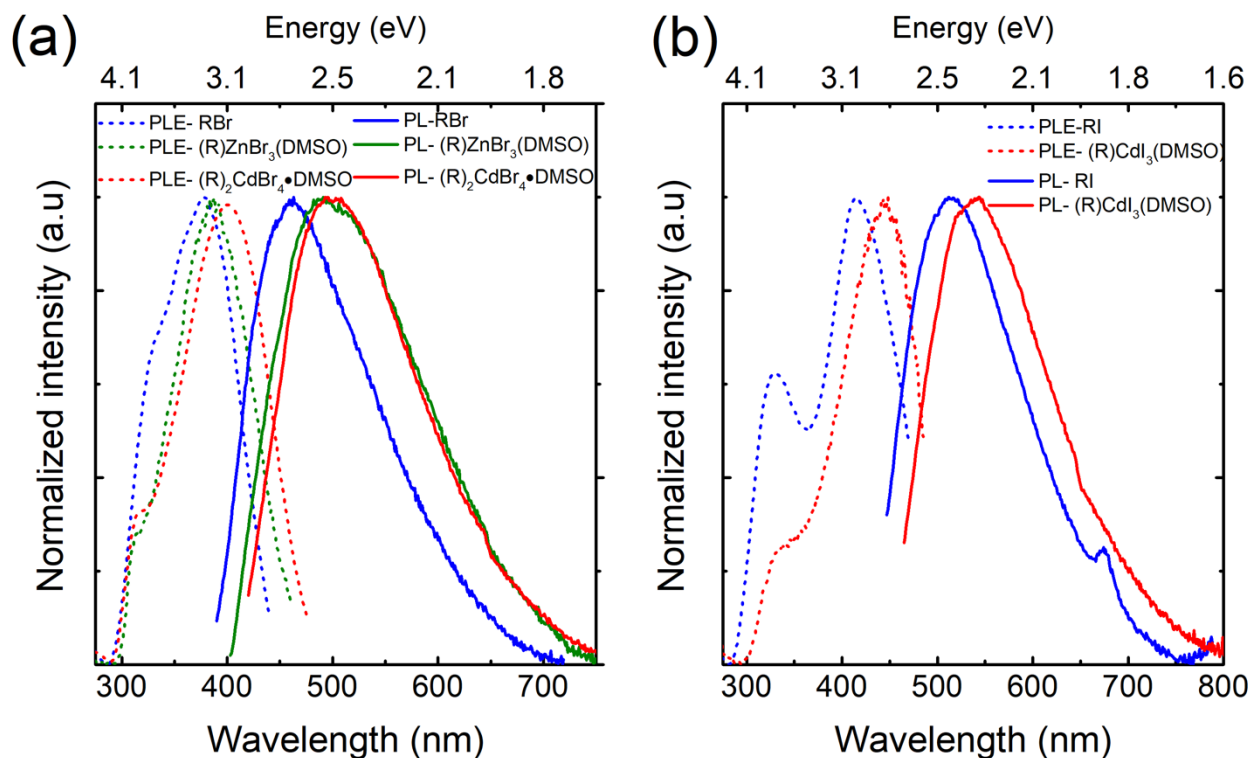 (a)
Energy (eV)
4.1 3.1 2.5 2.1 1.8
PLE- RBr
PLE- (R)ZnBr₃(DMSO)
PLE- (R)₂CdBr₄•DMSO
PL-RBr
PL- (R)ZnBr₃(DMSO)
PL- (R)₂CdBr₄•DMSO
Normalized intensity (a.u)
300 400 500 600 700
Wavelength (nm)
(b)
Energy (eV)
4.1 3.1 2.5 2.1 1.8 1.6
PLE-RI
PLE- (R)CdI₃(DMSO)
PL- RI
PL- (R)CdI₃(DMSO)
Normalized intensity (a.u)
300 400 500 600 700 800
Wavelength (nm)